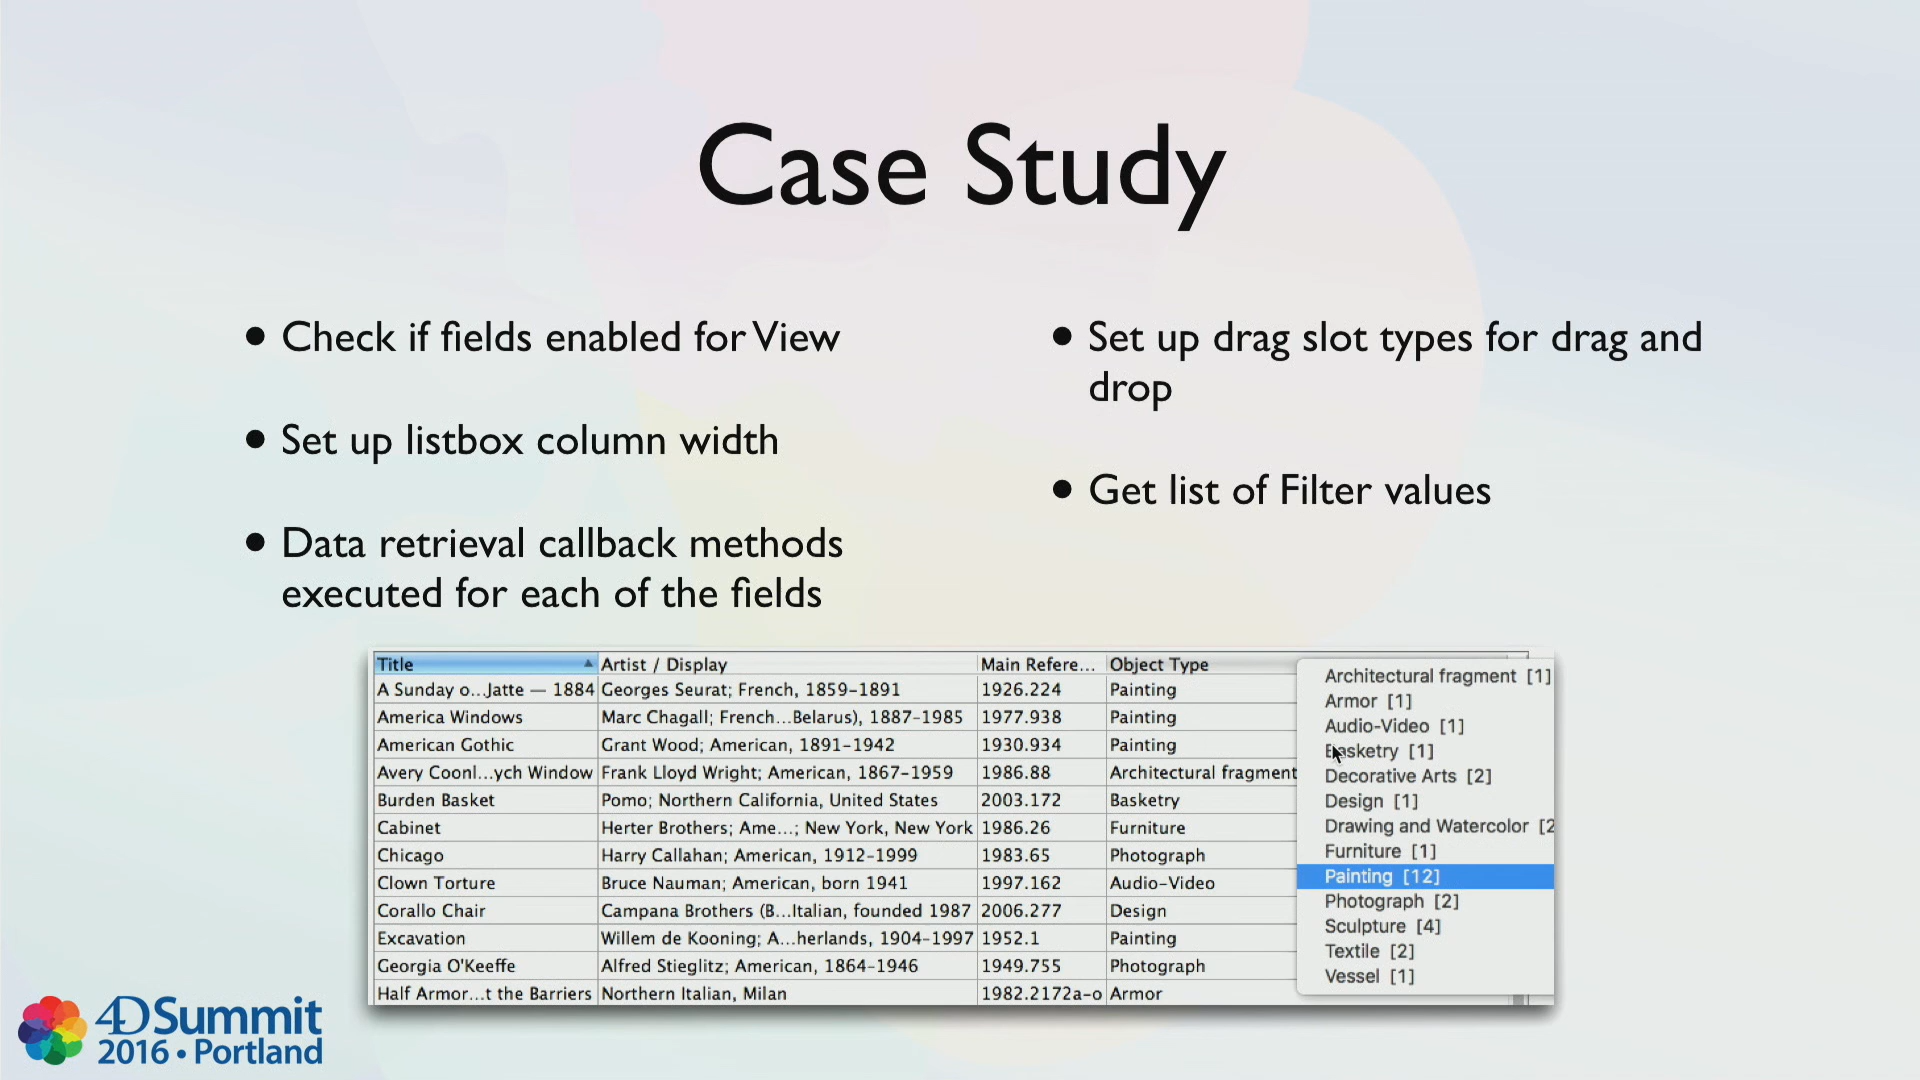 Case Study
• Check if fields enabled for View
• Set up listbox column width
• Data retrieval callback methods
executed for each of the fields
• Set up drag slot types for drag and
drop
• Get list of Filter values
Title Artist / Display Main Refere... Object Type
A Sunday o...Jatte — 1884 Georges Seurat; French, 1859–1891 1926.224 Painting
America Windows Marc Chagall; French...Belarus), 1887–1985 1977.938 Painting
American Gothic Grant Wood; American, 1891–1942 1930.934 Painting
Avery Coonl...ych Window Frank Lloyd Wright; American, 1867–1959 1986.88 Architectural fragment
Burden Basket Pomo; Northern California, United States 2003.172 Basketry
Cabinet Herter Brothers; Ame...; New York, New York 1986.26 Furniture
Chicago Harry Callahan; American, 1912–1999 1983.65 Photograph
Clown Torture Bruce Nauman; American, born 1941 1997.162 Audio-Video
Corallo Chair Campana Brothers (B...Italian, founded 1987 2006.277 Design
Excavation Willem de Kooning; A...herlands, 1904–1997 1952.1 Painting
Georgia O'Keeffe Alfred Stieglitz; American, 1864–1946 1949.755 Photograph
Half Armor...t the Barriers Northern Italian, Milan 1982.2172a-o Armor
Architectural fragment [1]
Armor [1]
Audio-Video [1]
Basketry [1]
Decorative Arts [2]
Design [1]
Drawing and Watercolor [2
Furniture [1]
Painting [12]
Photograph [2]
Sculpture [4]
Textile [2]
Vessel [1]
4D Summit
2016 • Portland